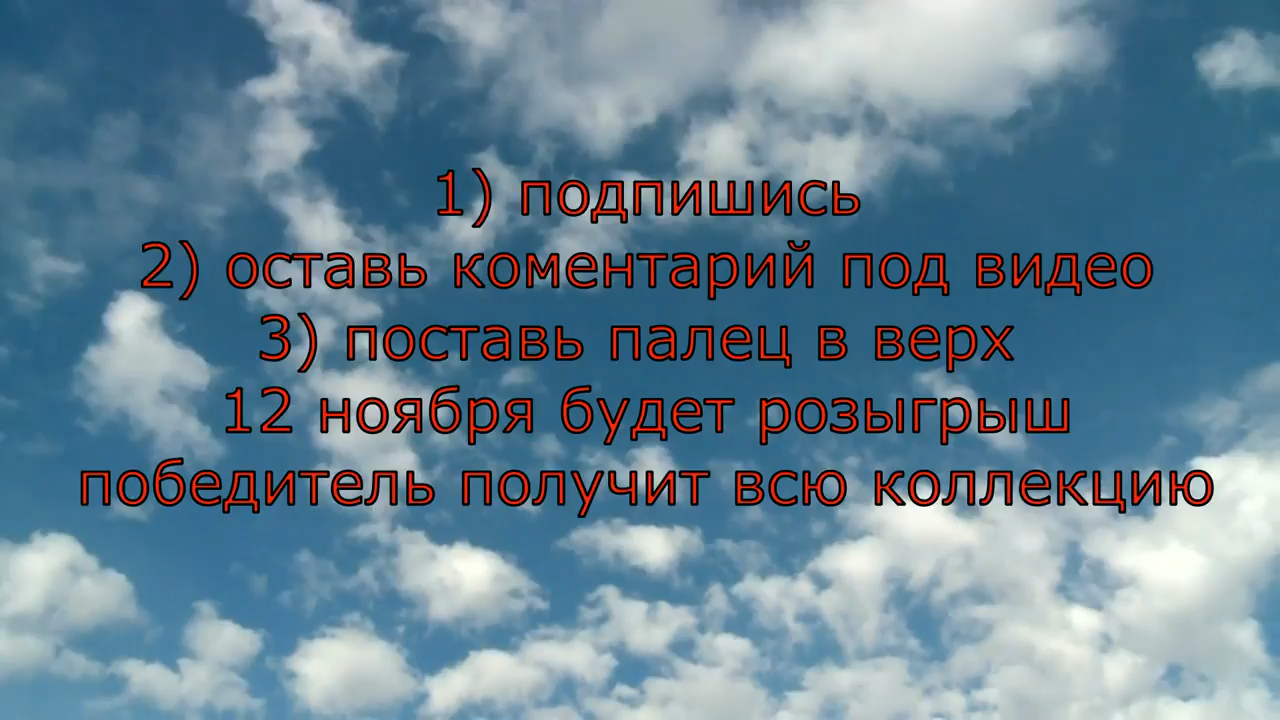 1) подпишись
2) оставь коментарий под видео
3) поставь палец в верх
12 ноября будет розыгрыш
победитель получит всю коллекцию